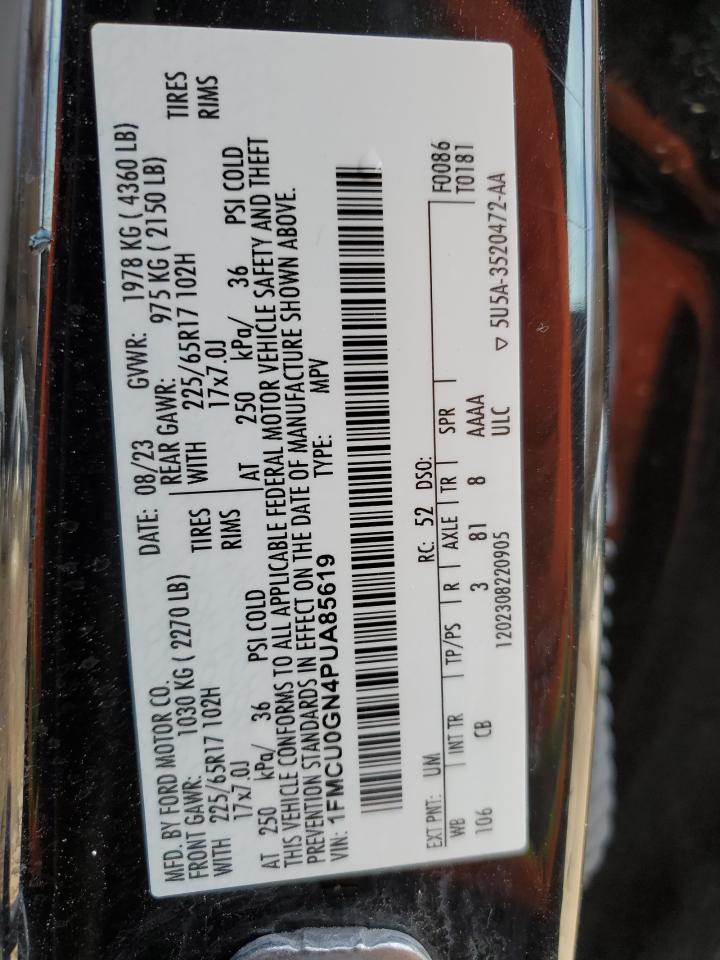 MFD. BY FORD MOTOR CO.
DATE: 08/23 GVWR: 1978 KG ( 4360 LB)
FRONT GAWR: 1030 KG ( 2270 LB) REAR GAWR: 975 KG ( 2150 LB)
WITH 225/65R17 102H TIRES WITH 225/65R17 102H TIRES
17x7.0J RIMS 17x7.0J RIMS
AT 250 kPa/ 36 PSI COLD AT 250 kPa/ 36 PSI COLD
THIS VEHICLE CONFORMS TO ALL APPLICABLE FEDERAL MOTOR VEHICLE SAFETY AND THEFT
PREVENTION STANDARDS IN EFFECT ON THE DATE OF MANUFACTURE SHOWN ABOVE.
VIN: 1FMCU0GN4PUA85619 TYPE: MPV
EXT PNT: UM RC: 52 DSO: F0086
WB INT TR TP/PS R AXLE TR SPR T0181
106 CB 3 81 8 AAAA
1202308220905 ULC ▽ 5U5A-3520472-AA